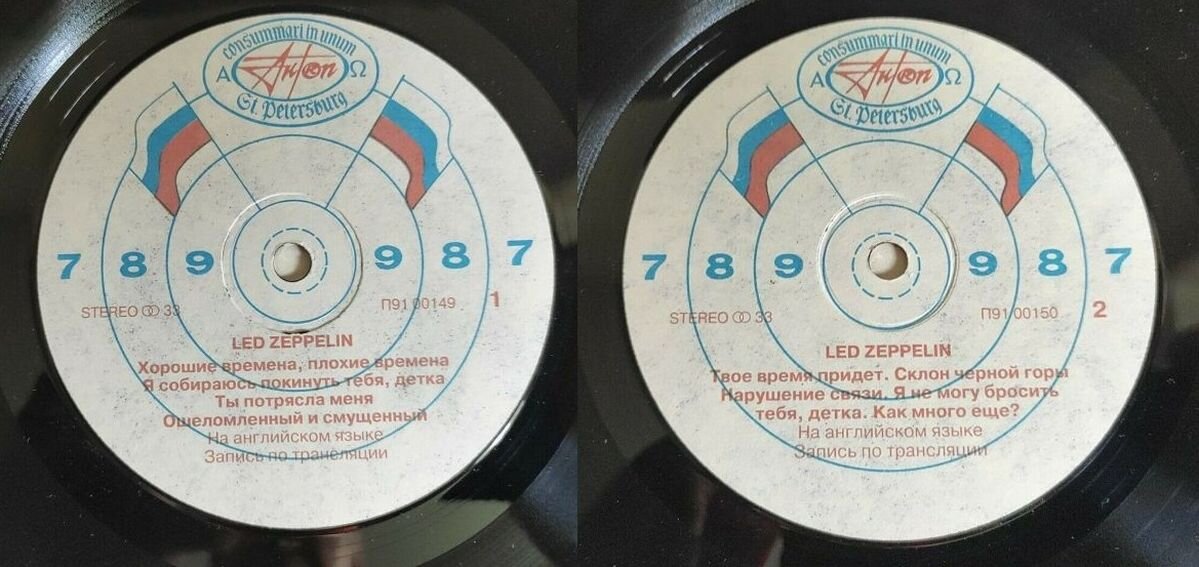 consummari in unum
А АнТроп Ω
St. Petersburg
7 8 9 9 8 7
STEREO 33 П91 00149 1
LED ZEPPELIN
Хорошие времена, плохие времена
Я собираюсь покинуть тебя, детка
Ты потрясла меня
Ошеломленный и смущенный
На английском языке
Запись по трансляции
consummari in unum
А АнТроп Ω
St. Petersburg
7 8 9 9 8 7
STEREO 33 П91 00150 2
LED ZEPPELIN
Твое время придет. Склон черной горы
Нарушение связи. Я не могу бросить
тебя, детка. Как много еще?
На английском языке
Запись по трансляции